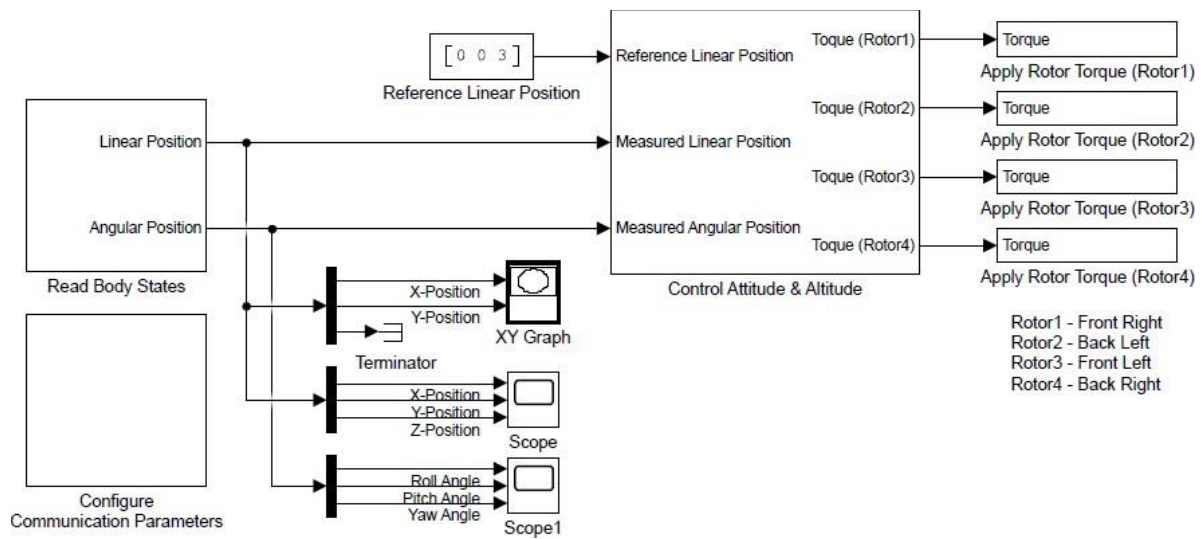 [0 0 3]
Reference Linear Position
Linear Position
Angular Position
Read Body States
Configure
Communication Parameters
Reference Linear Position
Measured Linear Position
Measured Angular Position
Toque (Rotor1)
Toque (Rotor2)
Toque (Rotor3)
Toque (Rotor4)
Control Attitude & Altitude
Torque
Apply Rotor Torque (Rotor1)
Torque
Apply Rotor Torque (Rotor2)
Torque
Apply Rotor Torque (Rotor3)
Torque
Apply Rotor Torque (Rotor4)
X-Position
Y-Position
XY Graph
Terminator
X-Position
Y-Position
Z-Position
Scope
Roll Angle
Pitch Angle
Yaw Angle
Scope1
Rotor1 - Front Right
Rotor2 - Back Left
Rotor3 - Front Left
Rotor4 - Back Right